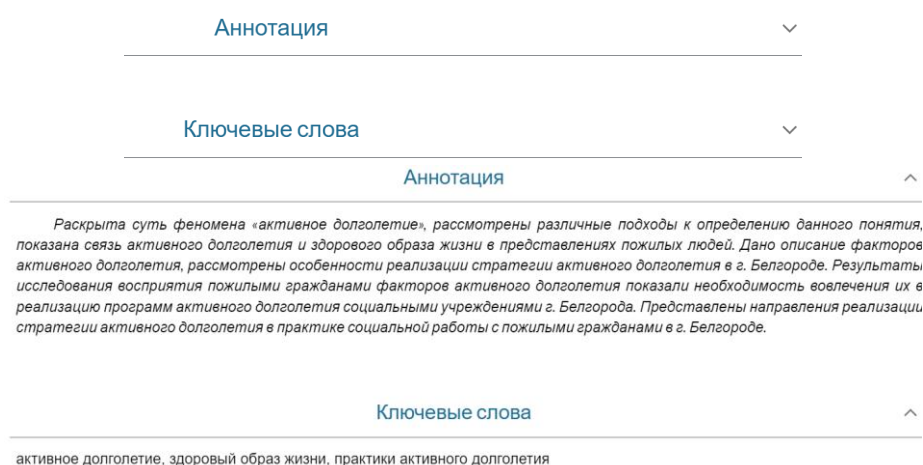 Аннотация
Ключевые слова
Аннотация
Раскрыта суть феномена «активное долголетие», рассмотрены различные подходы к определению данного понятия,
показана связь активного долголетия и здорового образа жизни в представлениях пожилых людей. Дано описание факторов
активного долголетия, рассмотрены особенности реализации стратегии активного долголетия в г. Белгороде. Результаты
исследования восприятия пожилыми гражданами факторов активного долголетия показали необходимость вовлечения их в
реализацию программ активного долголетия социальными учреждениями г. Белгорода. Представлены направления реализации
стратегии активного долголетия в практике социальной работы с пожилыми гражданами в г. Белгороде.
Ключевые слова
активное долголетие, здоровый образ жизни, практики активного долголетия